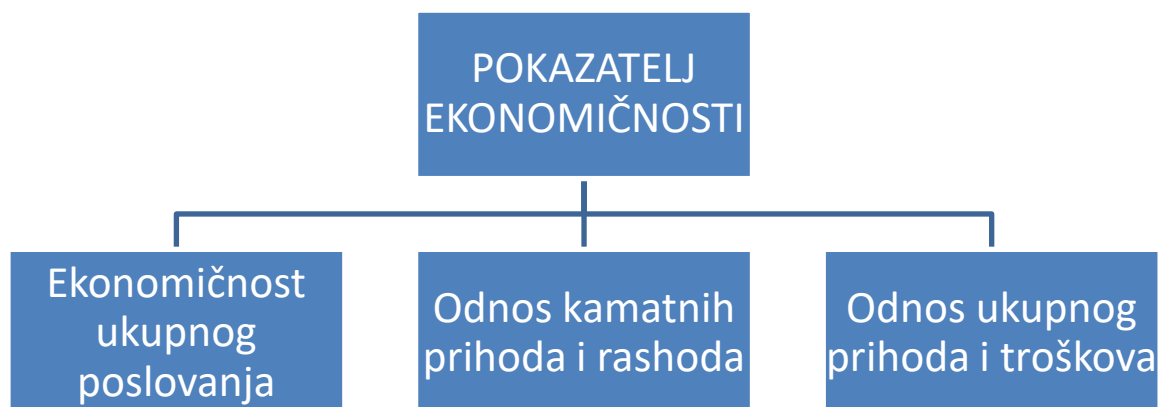 POKAZATELJ
EKONOMIČNOSTI
Ekonomičnost
ukupnog
poslovanja
Odnos kamatnih
prihoda i rashoda
Odnos ukupnog
prihoda i troškova